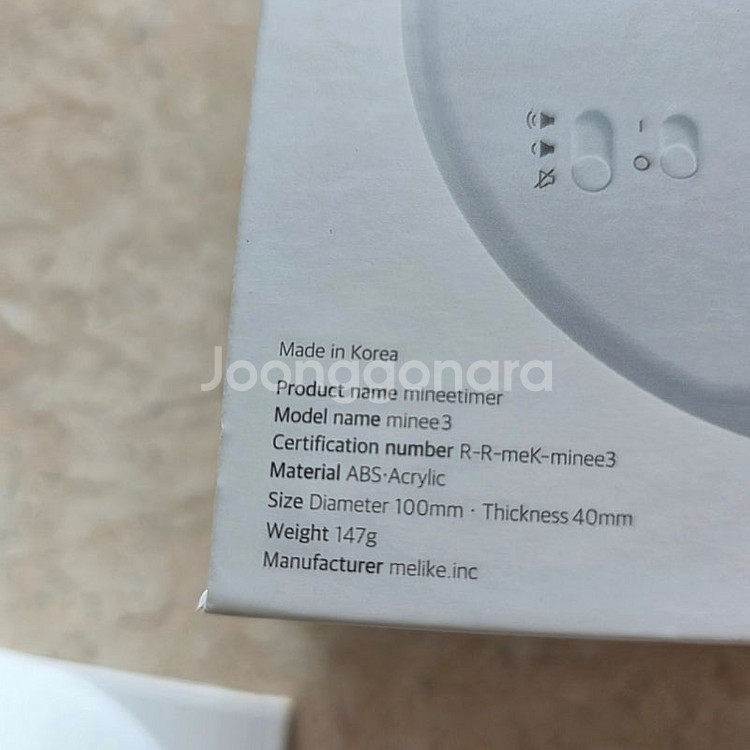 Made in Korea
Joonggonara
Product name mineetimer
Model name minee3
Certification number R-R-meK-minee3
Material ABS·Acrylic
Size Diameter 100mm · Thickness 40mm
Weight 147g
Manufacturer melike.inc